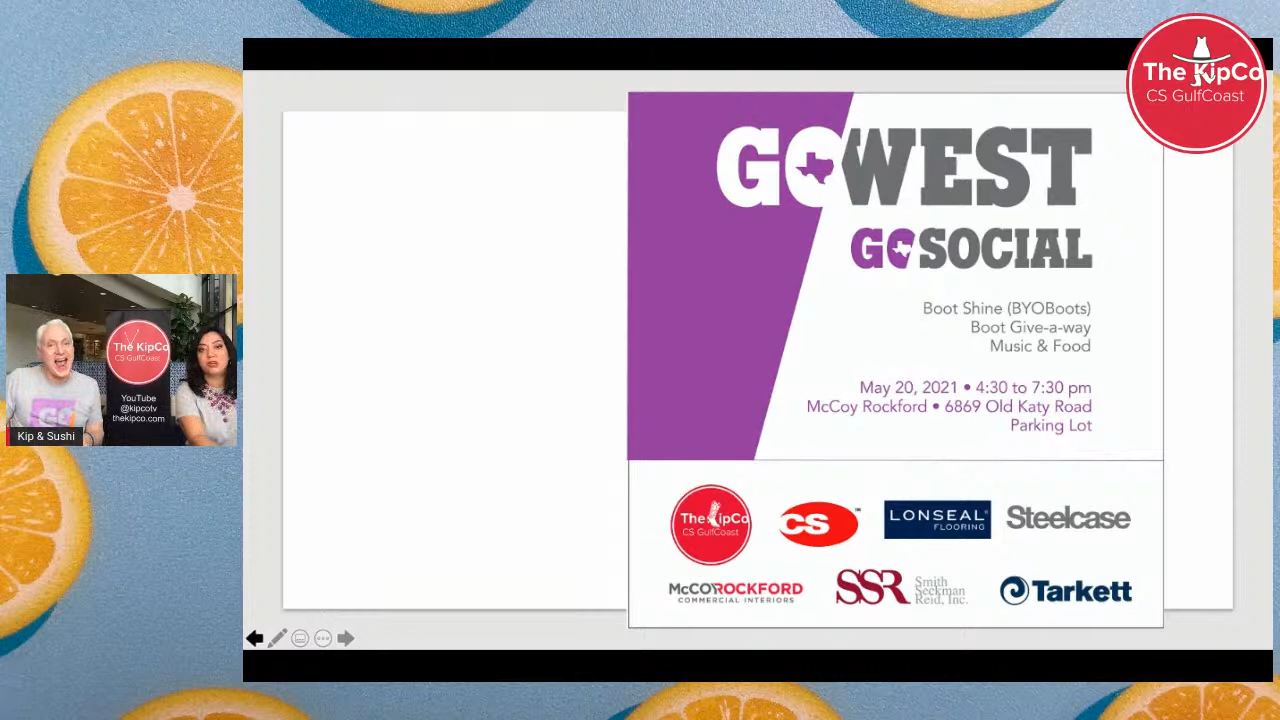 The KipCo
CS GulfCoast
GO WEST
GO SOCIAL
Boot Shine (BYOBoots)
Boot Give-a-way
Music & Food
May 20, 2021 • 4:30 to 7:30 pm
McCoy Rockford • 6869 Old Katy Road
Parking Lot
The KipCo
CS GulfCoast
CS™
LONSEAL®
FLOORING
Steelcase
McCOYROCKFORD
COMMERCIAL INTERIORS
SSR Smith
Seckman
Reid, Inc.
Tarkett
The KipCo
CS GulfCoast
YouTube
@kipcotv
thekipco.com
GO
Kip & Sushi